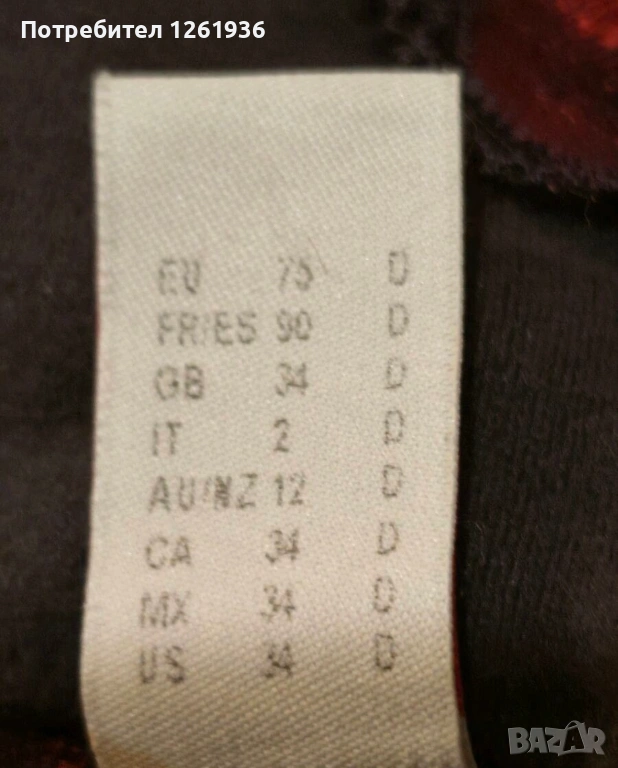 Потребител 1261936
EU 75 D
FR/ES 90 D
GB 34 D
IT 2 D
AU/NZ 12 D
CA 34 D
MX 34 D
US 34 D
BAZAR